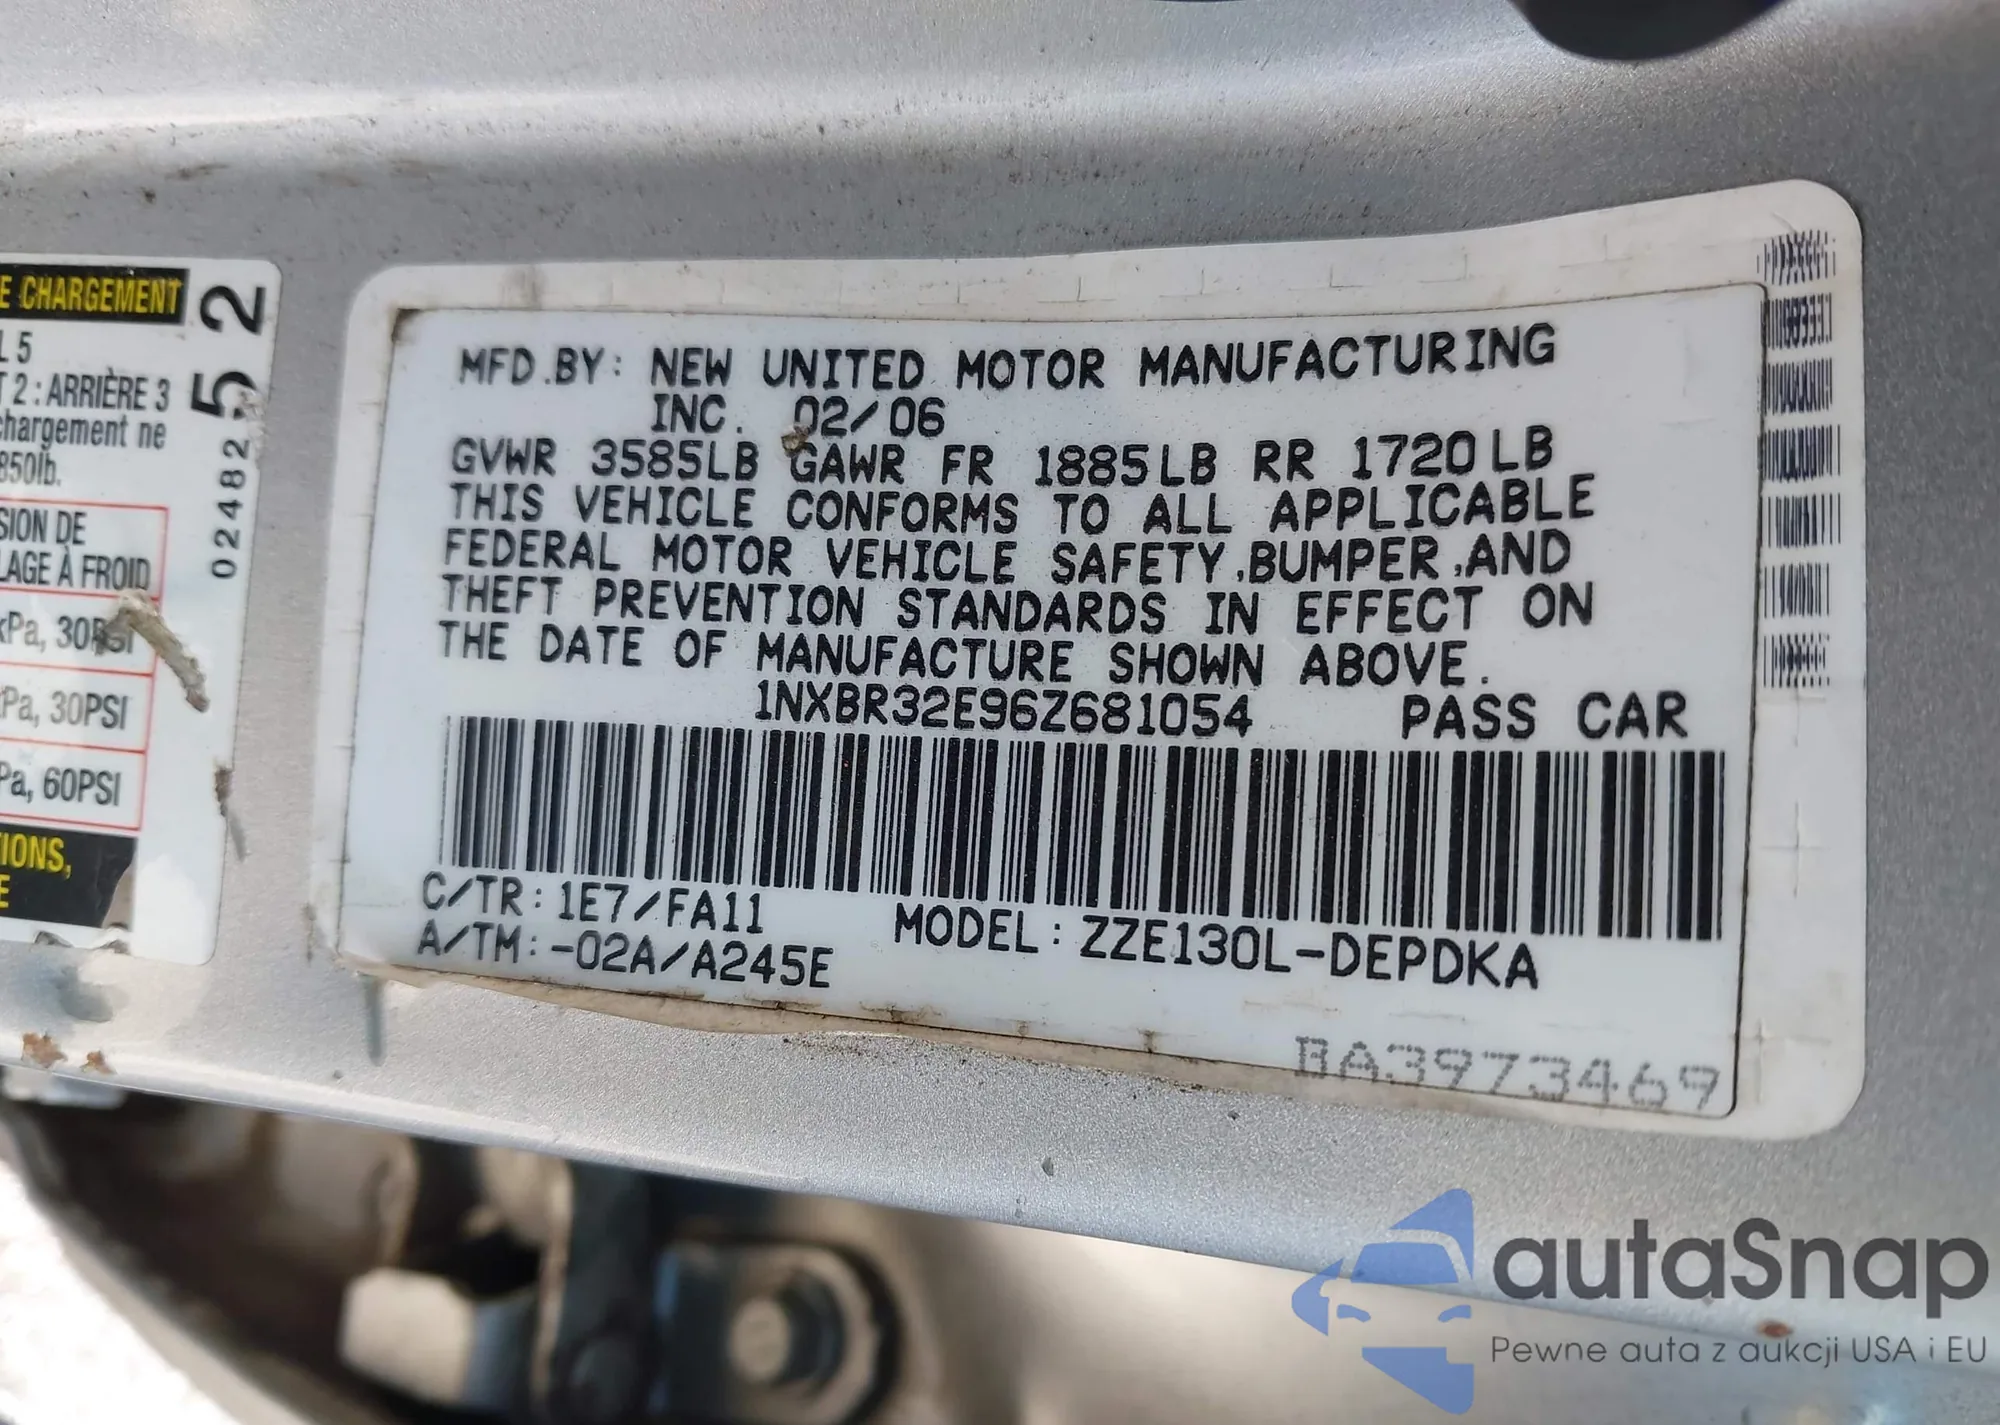 E CHARGEMENT
L 5
T 2 : ARRIÈRE 3
chargement ne
850lb.
SION DE
LAGE À FROID
kPa, 30PSI
Pa, 30PSI
Pa, 60PSI
IONS,
E
02482
52
MFD.BY: NEW UNITED MOTOR MANUFACTURING
INC. 02/06
GVWR 3585LB GAWR FR 1885LB RR 1720LB
THIS VEHICLE CONFORMS TO ALL APPLICABLE
FEDERAL MOTOR VEHICLE SAFETY,BUMPER,AND
THEFT PREVENTION STANDARDS IN EFFECT ON
THE DATE OF MANUFACTURE SHOWN ABOVE.
1NXBR32E96Z681054 PASS CAR
C/TR: 1E7/FA11
A/TM: -02A/A245E
MODEL: ZZE130L-DEPDKA
BA3973469
autaSnap
Pewne auta z aukcji USA i EU